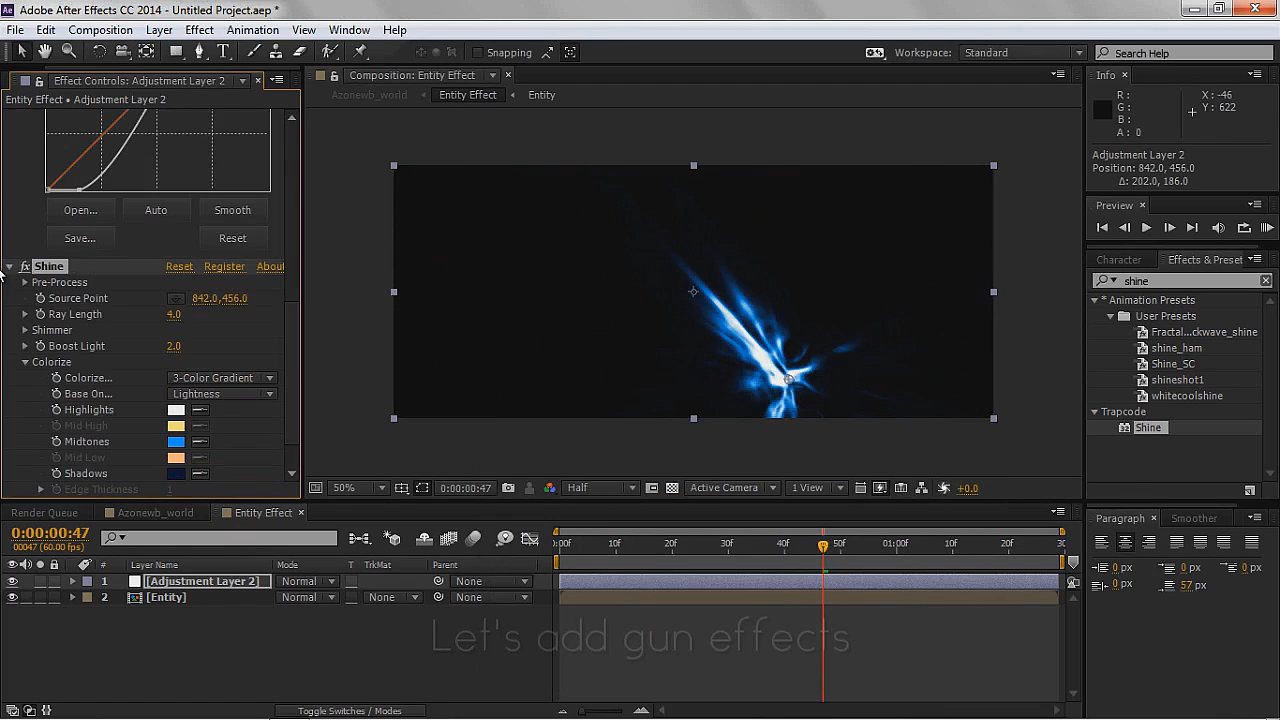 Adobe After Effects CC 2014 - Untitled Project.aep *
File Edit Composition Layer Effect Animation View Window Help
Snapping
Workspace: Standard
Search Help
Effect Controls: Adjustment Layer 2
Entity Effect • Adjustment Layer 2
Open... Auto Smooth
Save... Reset
fx Shine Reset Register Abou
Pre-Process
Source Point 842.0,456.0
Ray Length 4.0
Shimmer
Boost Light 2.0
Colorize
Colorize... 3-Color Gradient
Base On... Lightness
Highlights
Mid High
Midtones
Mid Low
Shadows
Edge Thickness 1
Composition: Entity Effect
Azonewb_world Entity Effect Entity
50% 0:00:00:47 Half Active Camera 1 View +0.0
Info
R : X : -46
G : Y : 622
B :
A : 0
Adjustment Layer 2
Position: 842.0, 456.0
Δ: 202.0, 186.0
Preview
Character Effects & Preset
shine
* Animation Presets
User Presets
Fractal...ckwave_shine
shine_ham
Shine_SC
shineshot1
whitecoolshine
Trapcode
Shine
Render Queue Azonewb_world Entity Effect
0:00:00:47
00047 (60.00 fps)
# Layer Name Mode T TrkMat Parent
1 [Adjustment Layer 2] Normal None
2 [Entity] Normal None None
:00F 10F 20F 30F 40F 50F 01:00F 10F 20F
Let's add gun effects
Toggle Switches / Modes
Paragraph Smoother
0 px 0 px 0 px
0 px 57 px